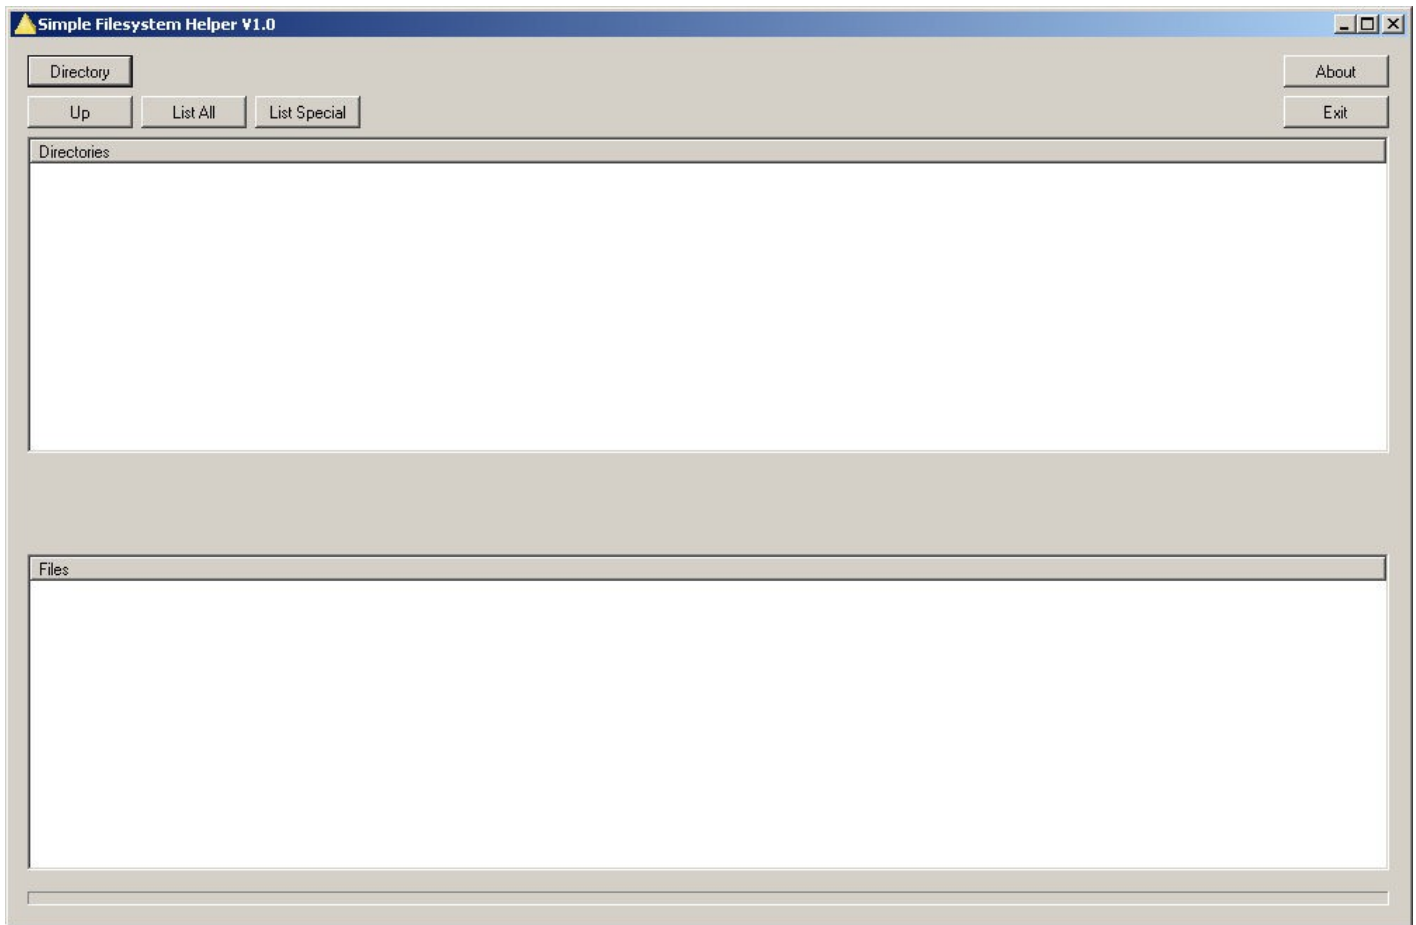 Simple Filesystem Helper V1.0
Directory
About
Up
List All
List Special
Exit
Directories
Files